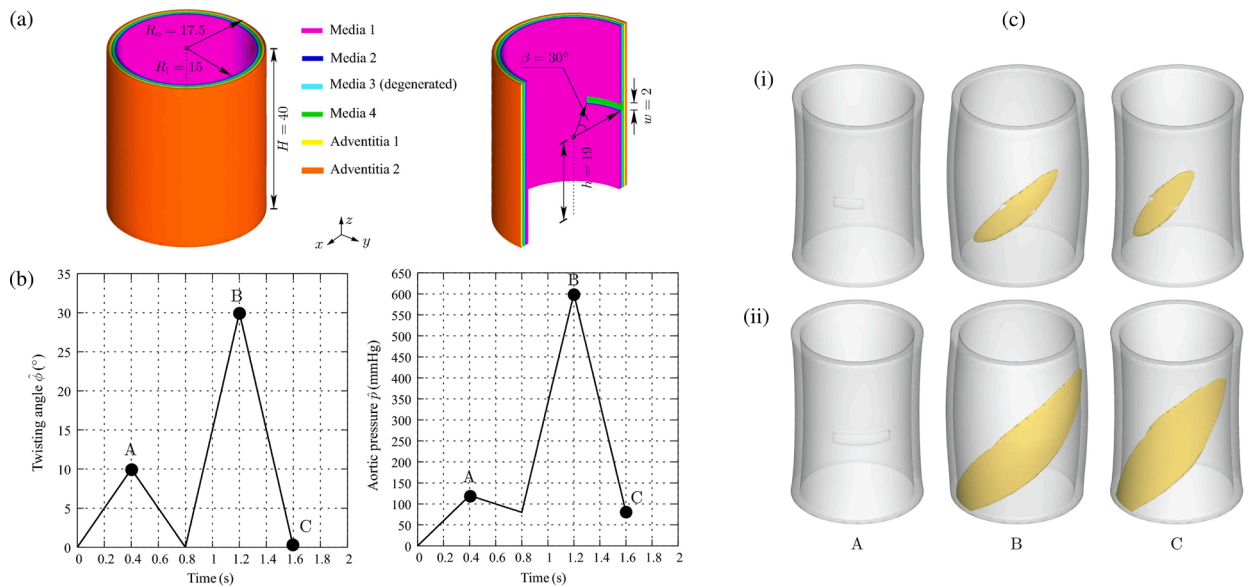 (a)
R_o = 17.5
R_i = 15
H = 40
Media 1
Media 2
Media 3 (degenerated)
Media 4
Adventitia 1
Adventitia 2
z
x
y
β = 30°
w = 2
h = 19
(b)
Twisting angle φ̂ (°)
35
30
25
20
15
10
5
0
A
B
C
0 0.2 0.4 0.6 0.8 1 1.2 1.4 1.6 1.8 2
Time (s)
Aortic pressure p̂ (mmHg)
650
600
550
500
450
400
350
300
250
200
150
100
50
0
A
B
C
0 0.2 0.4 0.6 0.8 1 1.2 1.4 1.6 1.8 2
Time (s)
(c)
(i)
(ii)
A B C